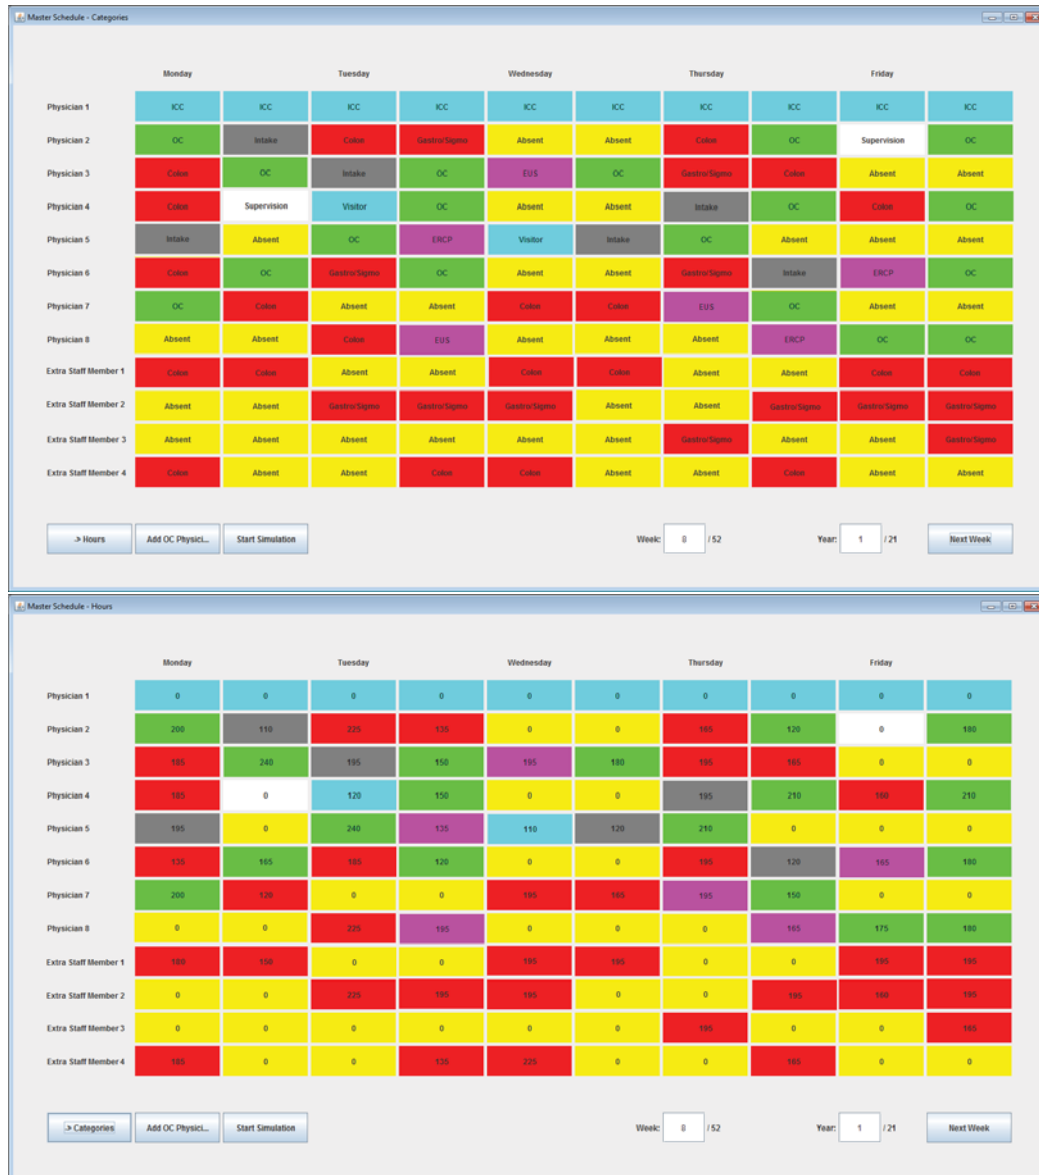 Master Schedule - Categories
Monday Tuesday Wednesday Thursday Friday
Physician 1 ICC ICC ICC ICC ICC ICC ICC ICC ICC ICC
Physician 2 OC Intake Colon Gastro/Sigmo Absent Absent Colon OC Supervision OC
Physician 3 Colon OC Intake OC EUS OC Gastro/Sigmo Colon Absent Absent
Physician 4 Colon Supervision Visitor OC Absent Absent Intake OC Colon OC
Physician 5 Intake Absent OC ERCP Visitor Intake OC Absent Absent Absent
Physician 6 Colon OC Gastro/Sigmo OC Absent Absent Gastro/Sigmo Intake ERCP OC
Physician 7 OC Colon Absent Absent Colon Colon EUS OC Absent Absent
Physician 8 Absent Absent Colon EUS Absent Absent Absent ERCP OC OC
Extra Staff Member 1 Colon Colon Absent Absent Colon Colon Absent Absent Colon Colon
Extra Staff Member 2 Absent Absent Gastro/Sigmo Gastro/Sigmo Gastro/Sigmo Absent Absent Gastro/Sigmo Gastro/Sigmo Gastro/Sigmo
Extra Staff Member 3 Absent Absent Absent Absent Absent Absent Gastro/Sigmo Absent Absent Gastro/Sigmo
Extra Staff Member 4 Colon Absent Absent Colon Colon Absent Absent Colon Absent Absent
-> Hours Add OC Physici... Start Simulation Week: 8 / 52 Year: 1 / 21 Next Week
Master Schedule - Hours
Monday Tuesday Wednesday Thursday Friday
Physician 1 0 0 0 0 0 0 0 0 0 0
Physician 2 200 110 225 135 0 0 165 120 0 180
Physician 3 185 240 195 150 195 180 195 165 0 0
Physician 4 185 0 120 150 0 0 195 210 160 210
Physician 5 195 0 240 135 110 120 210 0 0 0
Physician 6 135 165 185 120 0 0 195 120 165 180
Physician 7 200 120 0 0 195 165 195 150 0 0
Physician 8 0 0 225 195 0 0 0 165 175 180
Extra Staff Member 1 180 150 0 0 195 195 0 0 195 195
Extra Staff Member 2 0 0 225 195 195 0 0 195 160 195
Extra Staff Member 3 0 0 0 0 0 0 195 0 0 165
Extra Staff Member 4 185 0 0 135 225 0 0 165 0 0
-> Categories Add OC Physici... Start Simulation Week: 8 / 52 Year: 1 / 21 Next Week